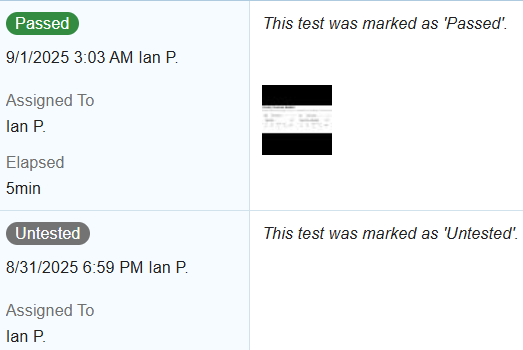 Passed
This test was marked as 'Passed'.
9/1/2025 3:03 AM Ian P.
Assigned To
Ian P.
Elapsed
5min
Untested
This test was marked as 'Untested'.
8/31/2025 6:59 PM Ian P.
Assigned To
Ian P.